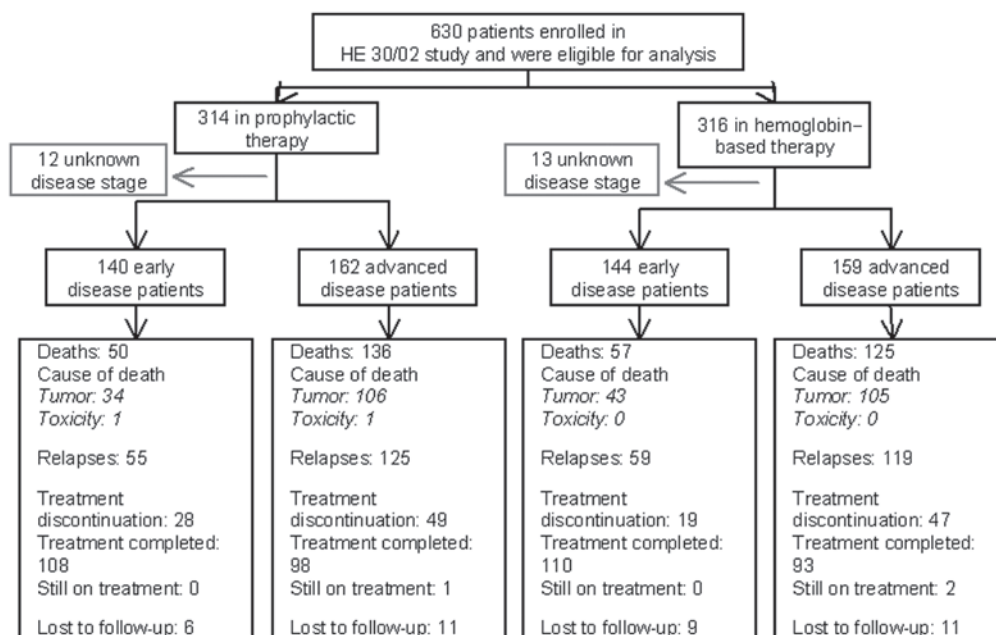 630 patients enrolled in
HE 30/02 study and were eligible for analysis
314 in prophylactic
therapy
316 in hemoglobin–
based therapy
12 unknown
disease stage
13 unknown
disease stage
140 early
disease patients
162 advanced
disease patients
144 early
disease patients
159 advanced
disease patients
Deaths: 50
Cause of death
Tumor: 34
Toxicity: 1
Relapses: 55
Treatment
discontinuation: 28
Treatment completed:
108
Still on treatment: 0
Lost to follow-up: 6
Deaths: 136
Cause of death
Tumor: 106
Toxicity: 1
Relapses: 125
Treatment
discontinuation: 49
Treatment completed:
98
Still on treatment: 1
Lost to follow-up: 11
Deaths: 57
Cause of death
Tumor: 43
Toxicity: 0
Relapses: 59
Treatment
discontinuation: 19
Treatment completed:
110
Still on treatment: 0
Lost to follow-up: 9
Deaths: 125
Cause of death
Tumor: 105
Toxicity: 0
Relapses: 119
Treatment
discontinuation: 47
Treatment completed:
93
Still on treatment: 2
Lost to follow-up: 11